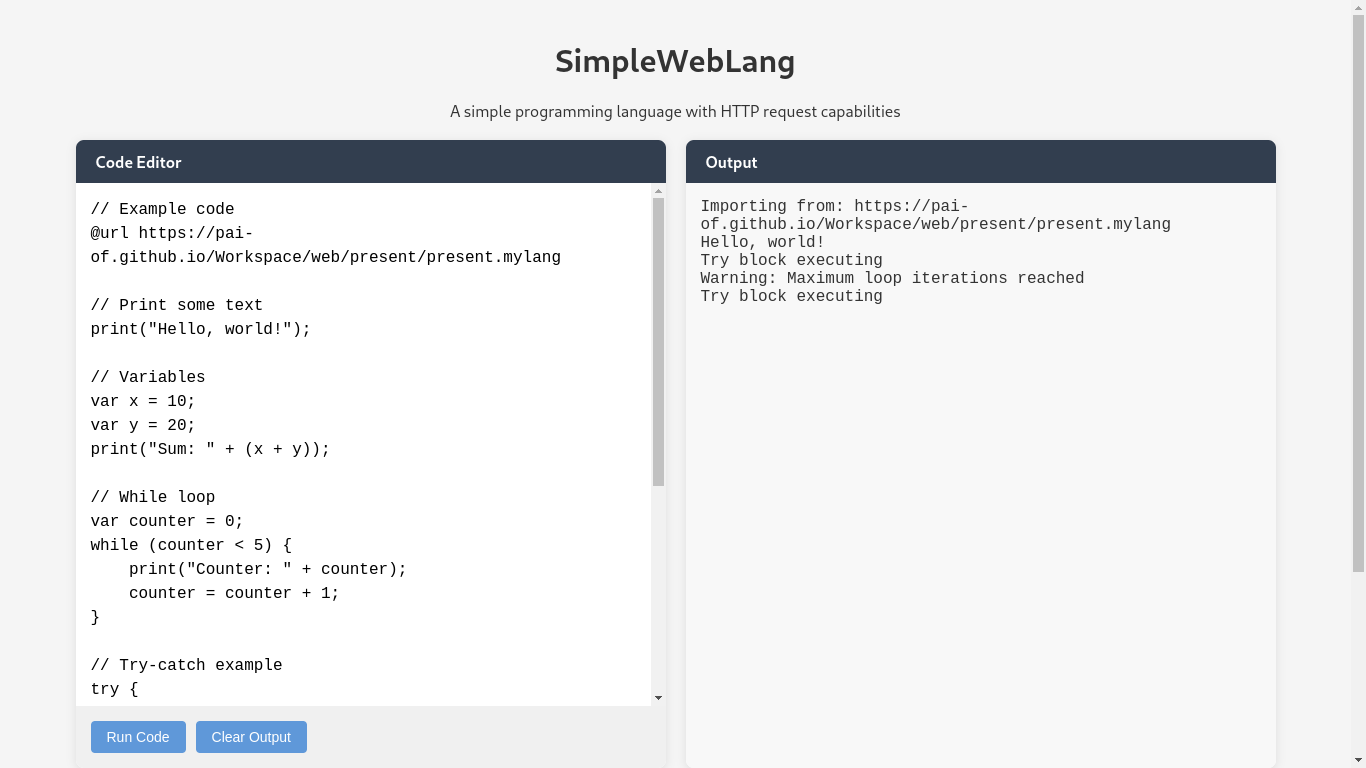 SimpleWebLang
A simple programming language with HTTP request capabilities
Code Editor
// Example code
@url https://pai-
of.github.io/Workspace/web/present/present.mylang
// Print some text
print("Hello, world!");
// Variables
var x = 10;
var y = 20;
print("Sum: " + (x + y));
// While loop
var counter = 0;
while (counter < 5) {
    print("Counter: " + counter);
    counter = counter + 1;
}
// Try-catch example
try {
Run Code
Clear Output
Output
Importing from: https://pai-
of.github.io/Workspace/web/present/present.mylang
Hello, world!
Try block executing
Warning: Maximum loop iterations reached
Try block executing